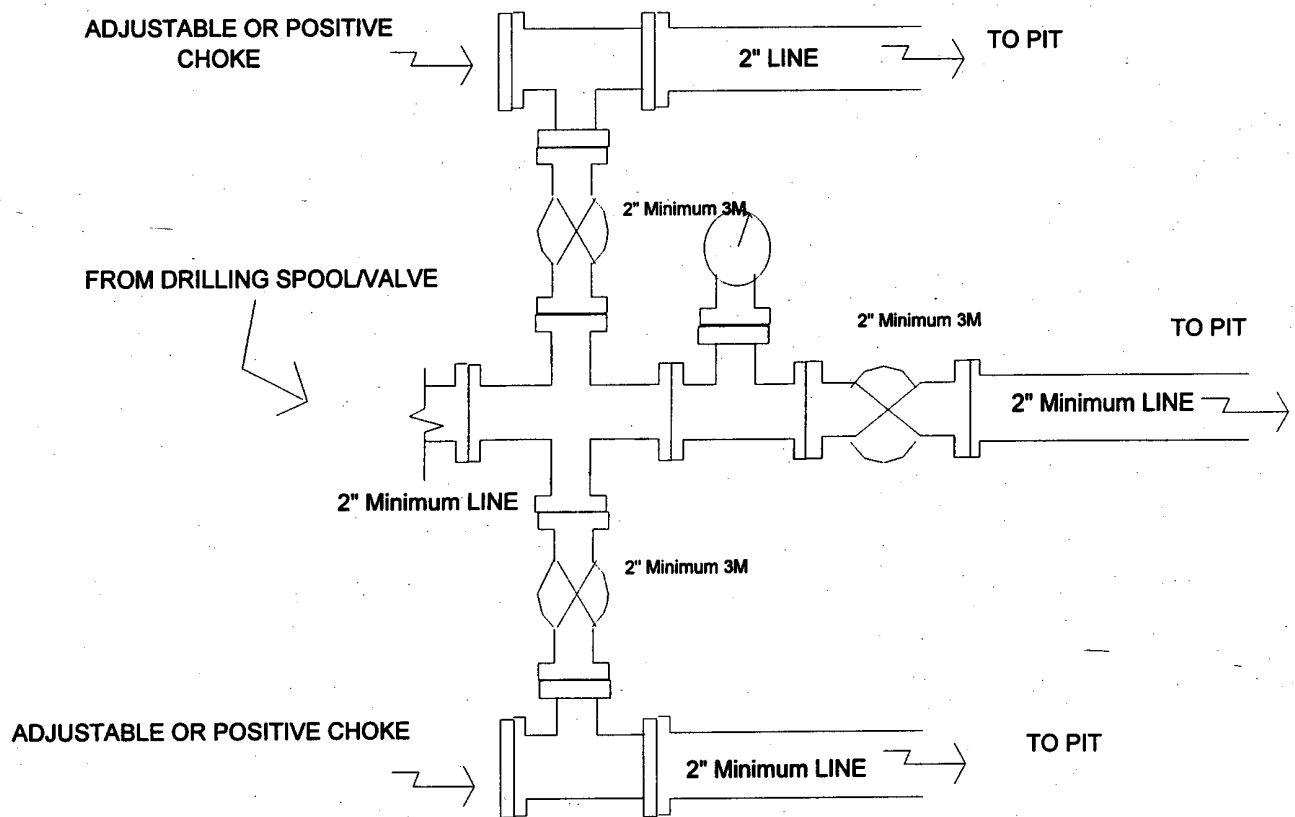 ADJUSTABLE OR POSITIVE
CHOKE
2" LINE
TO PIT
2" Minimum 3M
FROM DRILLING SPOOL/VALVE
2" Minimum 3M
TO PIT
2" Minimum LINE
2" Minimum LINE
2" Minimum 3M
ADJUSTABLE OR POSITIVE CHOKE
2" Minimum LINE
TO PIT